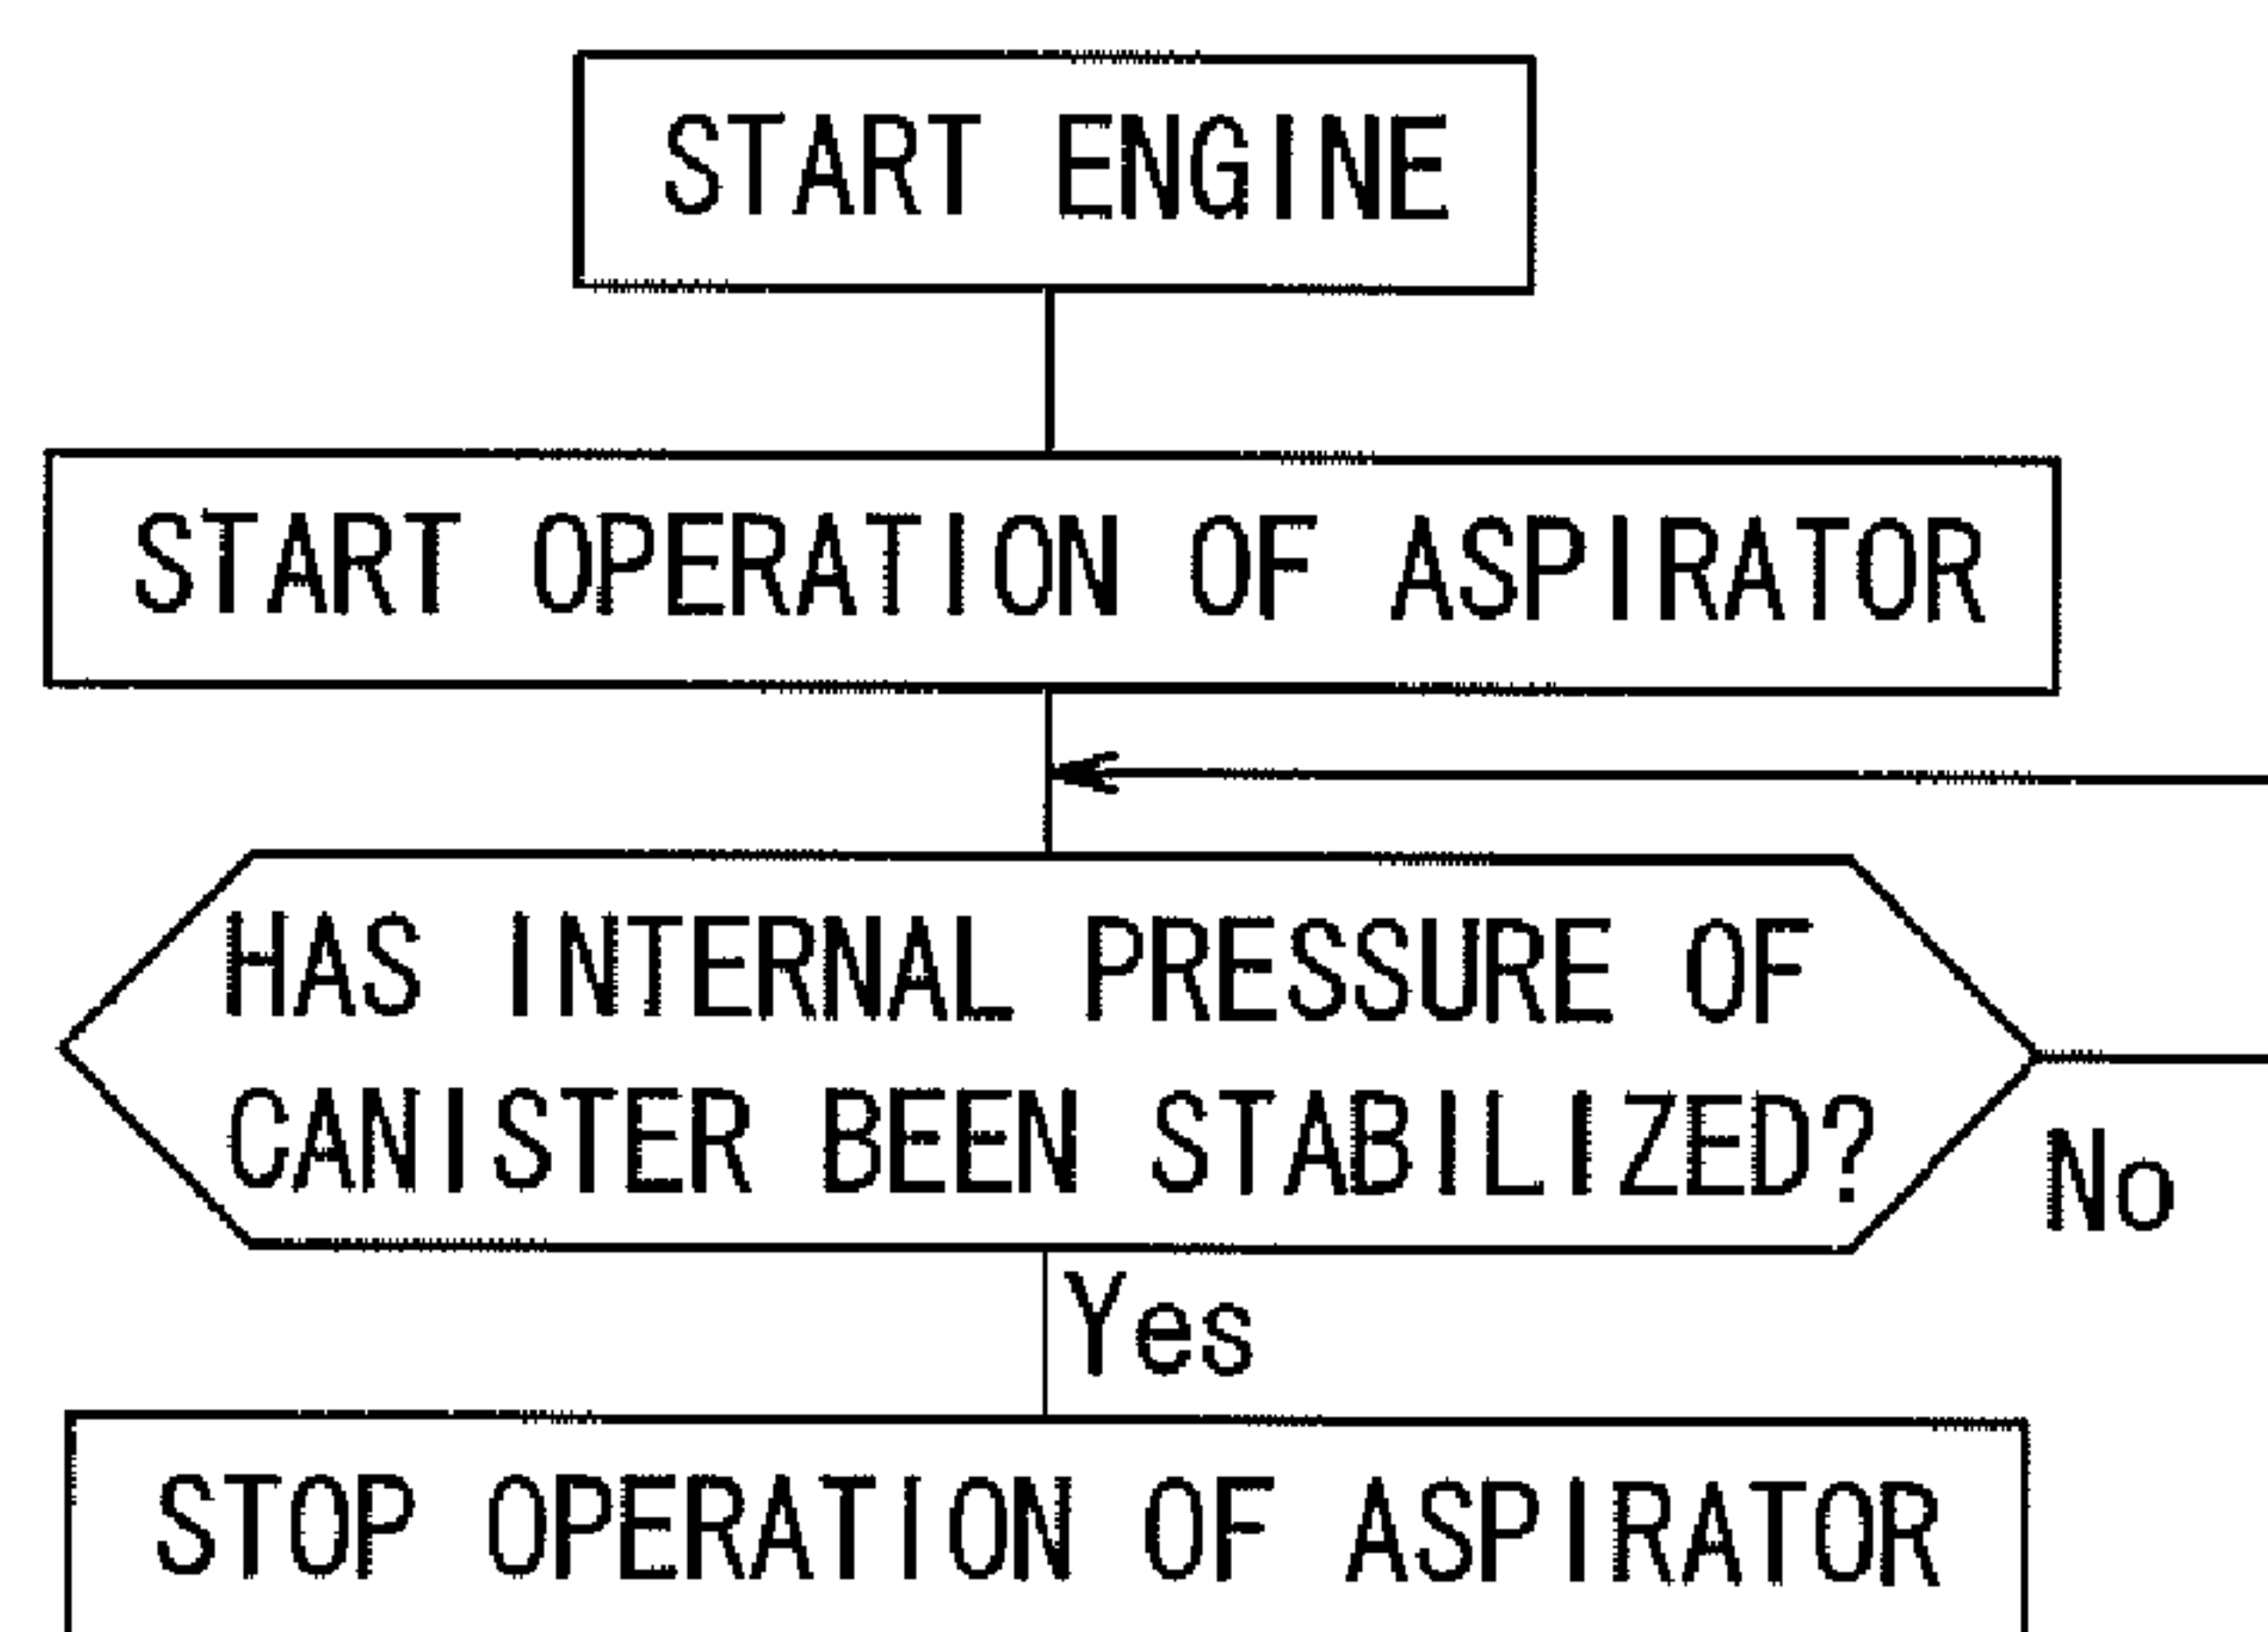 START ENGINE
START OPERATION OF ASPIRATOR
HAS INTERNAL PRESSURE OF
CANISTER BEEN STABILIZED?
No
Yes
STOP OPERATION OF ASPIRATOR